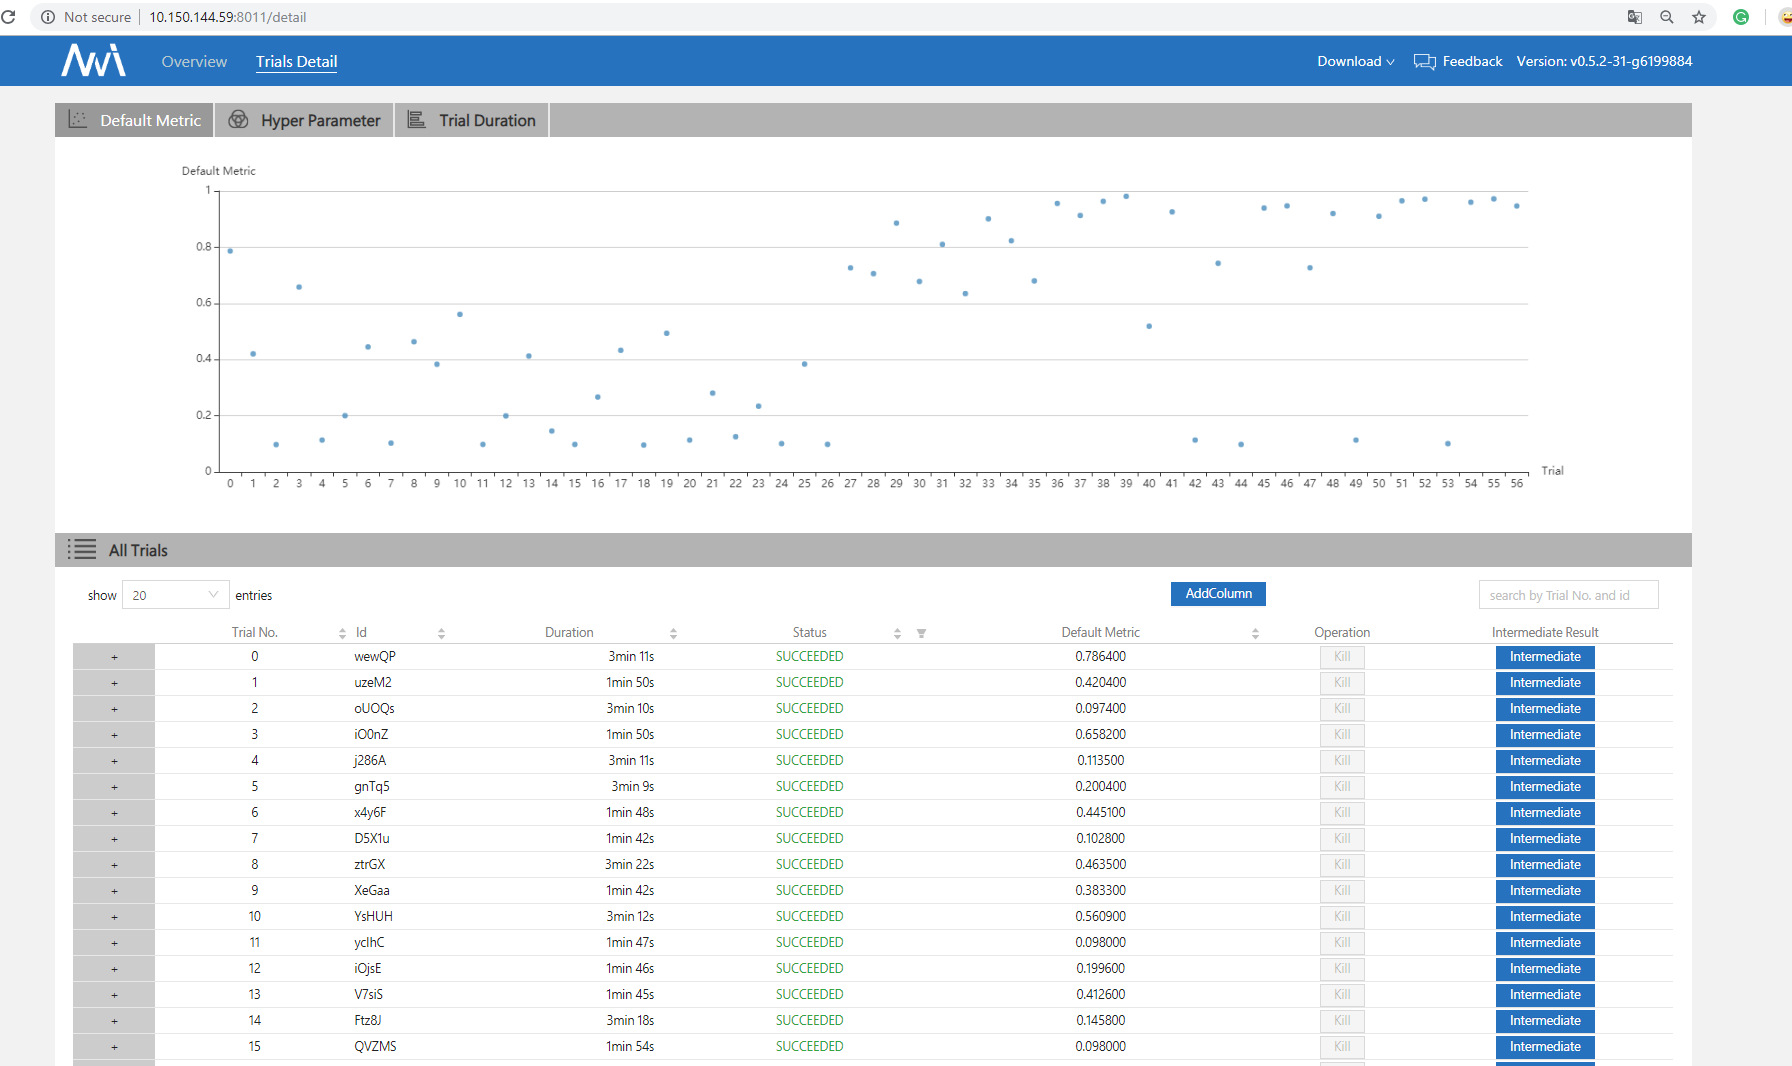 Not secure 10.150.144.59:8011/detail
Overview Trials Detail Download Feedback Version: v0.5.2-31-g6199884
Default Metric Hyper Parameter Trial Duration
Default Metric
1
0.8
0.6
0.4
0.2
0
Trial
0 1 2 3 4 5 6 7 8 9 10 11 12 13 14 15 16 17 18 19 20 21 22 23 24 25 26 27 28 29 30 31 32 33 34 35 36 37 38 39 40 41 42 43 44 45 46 47 48 49 50 51 52 53 54 55 56
All Trials
show 20 entries AddColumn search by Trial No. and id
Trial No. Id Duration Status Default Metric Operation Intermediate Result
+ 0 wewQP 3min 11s SUCCEEDED 0.786400 Kill Intermediate
+ 1 uzeM2 1min 50s SUCCEEDED 0.420400 Kill Intermediate
+ 2 oUOQs 3min 10s SUCCEEDED 0.097400 Kill Intermediate
+ 3 iO0nZ 1min 50s SUCCEEDED 0.658200 Kill Intermediate
+ 4 j286A 3min 11s SUCCEEDED 0.113500 Kill Intermediate
+ 5 gnTq5 3min 9s SUCCEEDED 0.200400 Kill Intermediate
+ 6 x4y6F 1min 48s SUCCEEDED 0.445100 Kill Intermediate
+ 7 D5X1u 1min 42s SUCCEEDED 0.102800 Kill Intermediate
+ 8 ztrGX 3min 22s SUCCEEDED 0.463500 Kill Intermediate
+ 9 XeGaa 1min 42s SUCCEEDED 0.383300 Kill Intermediate
+ 10 YsHUH 3min 12s SUCCEEDED 0.560900 Kill Intermediate
+ 11 ycIhC 1min 47s SUCCEEDED 0.098000 Kill Intermediate
+ 12 iOjsE 1min 46s SUCCEEDED 0.199600 Kill Intermediate
+ 13 V7siS 1min 45s SUCCEEDED 0.412600 Kill Intermediate
+ 14 Ftz8J 3min 18s SUCCEEDED 0.145800 Kill Intermediate
+ 15 QVZMS 1min 54s SUCCEEDED 0.098000 Kill Intermediate